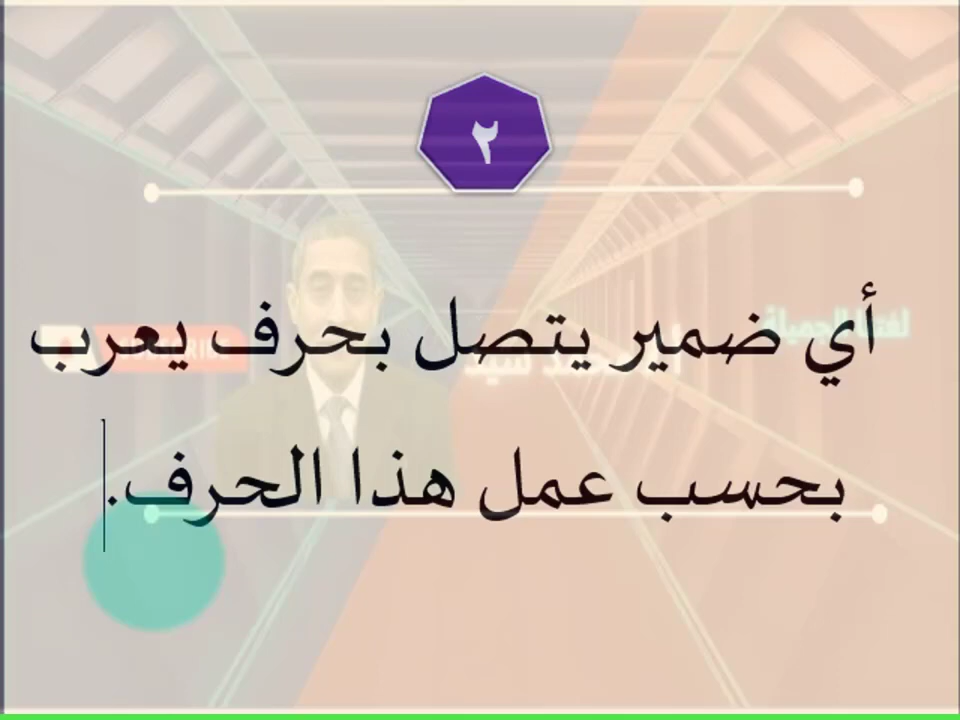 ٢
أي ضمير يتصل بحرف يعرب
بحسب عمل هذا الحرف.